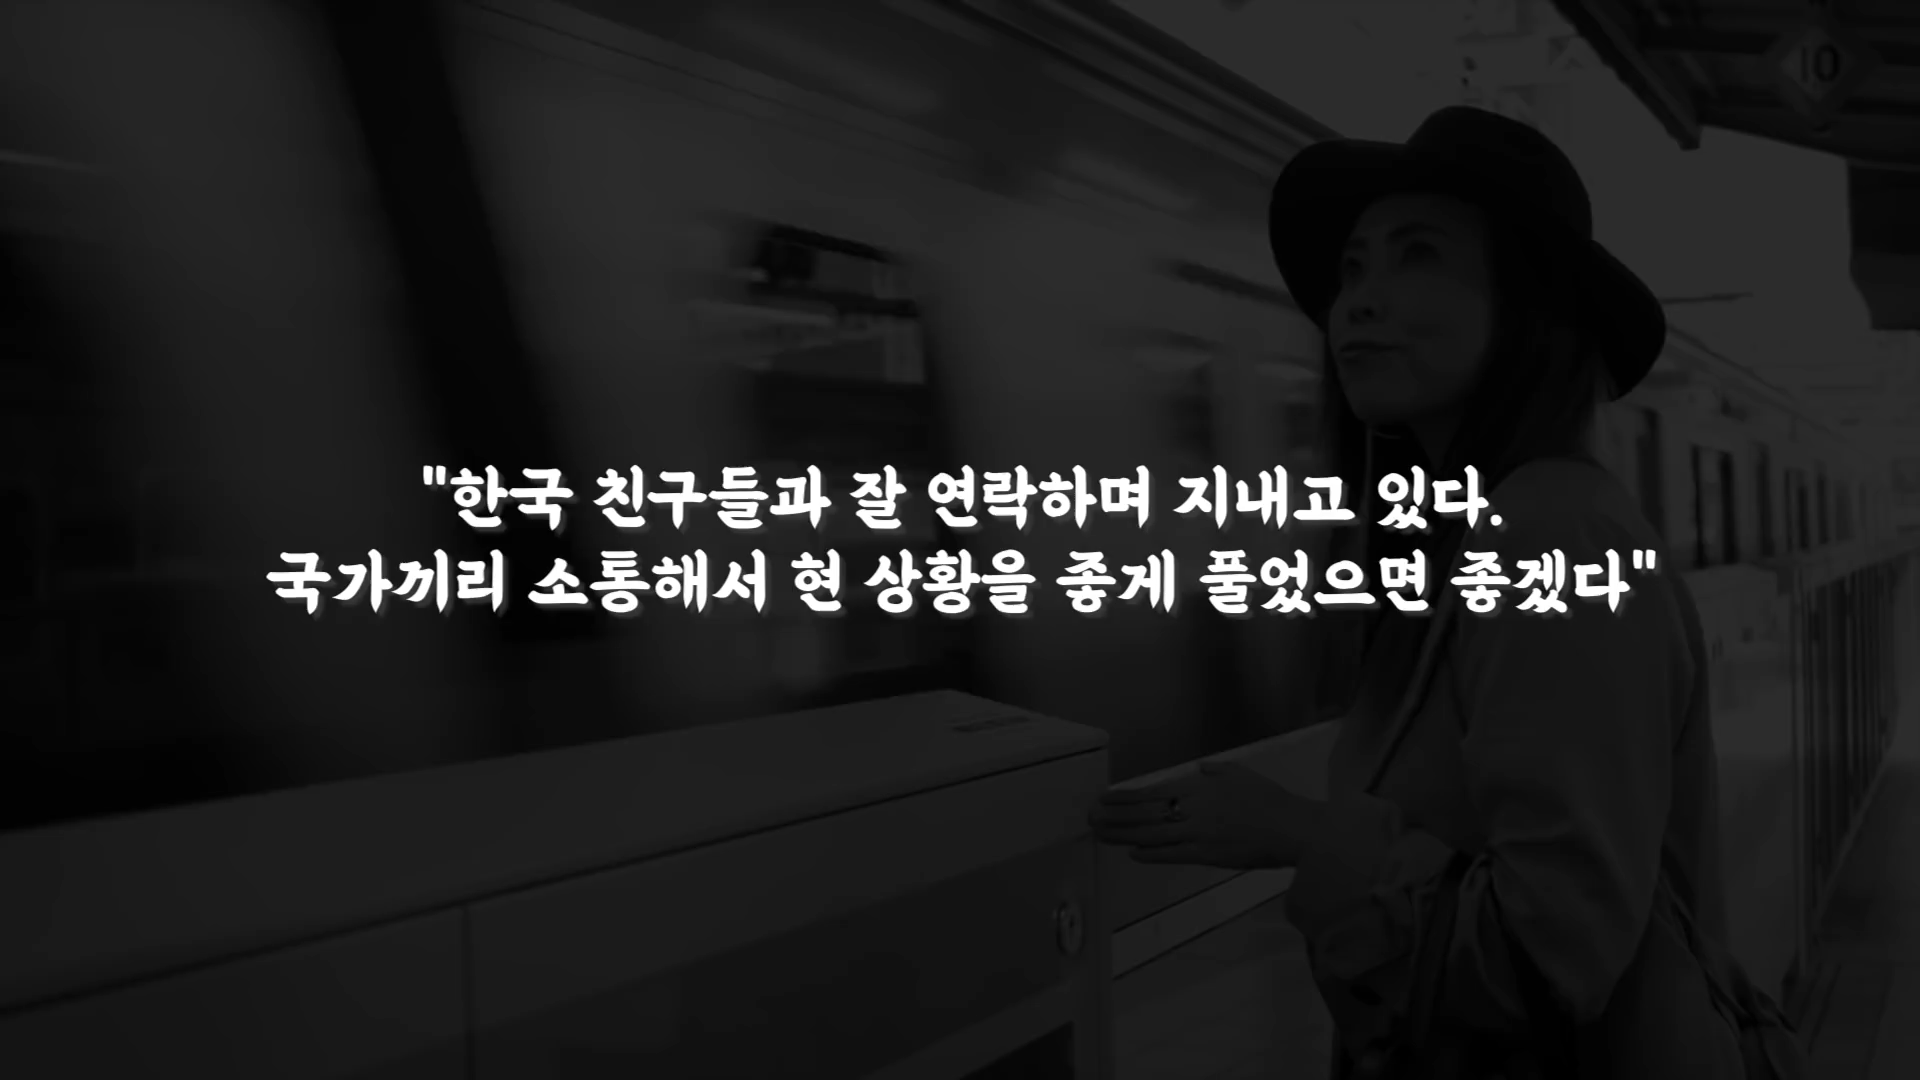 10
"한국 친구들과 잘 연락하며 지내고 있다.
국가끼리 소통해서 현 상황을 좋게 풀었으면 좋겠다"